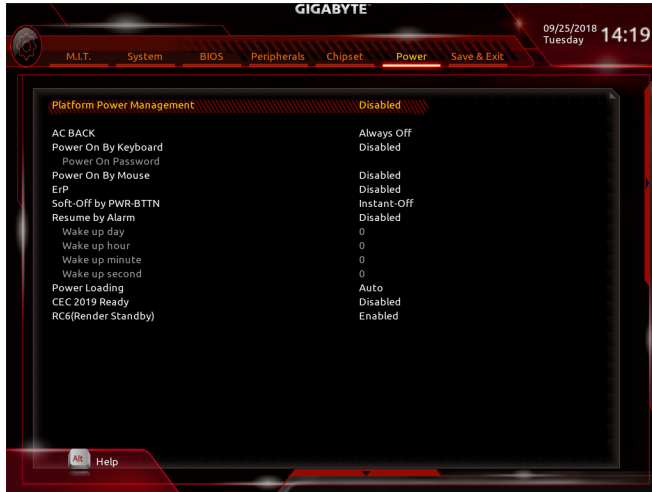 GIGABYTE™
09/25/2018 14:19
Tuesday
M.I.T. System BIOS Peripherals Chipset Power Save & Exit
Platform Power Management Disabled
AC BACK Always Off
Power On By Keyboard Disabled
Power On Password
Power On By Mouse Disabled
ErP Disabled
Soft-Off by PWR-BTTN Instant-Off
Resume by Alarm Disabled
Wake up day 0
Wake up hour 0
Wake up minute 0
Wake up second 0
Power Loading Auto
CEC 2019 Ready Disabled
RC6(Render Standby) Enabled
Alt Help